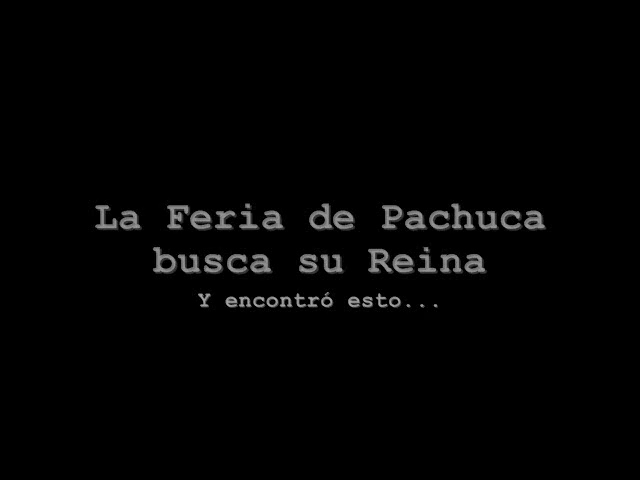 La Feria de Pachuca
busca su Reina
Y encontró esto...